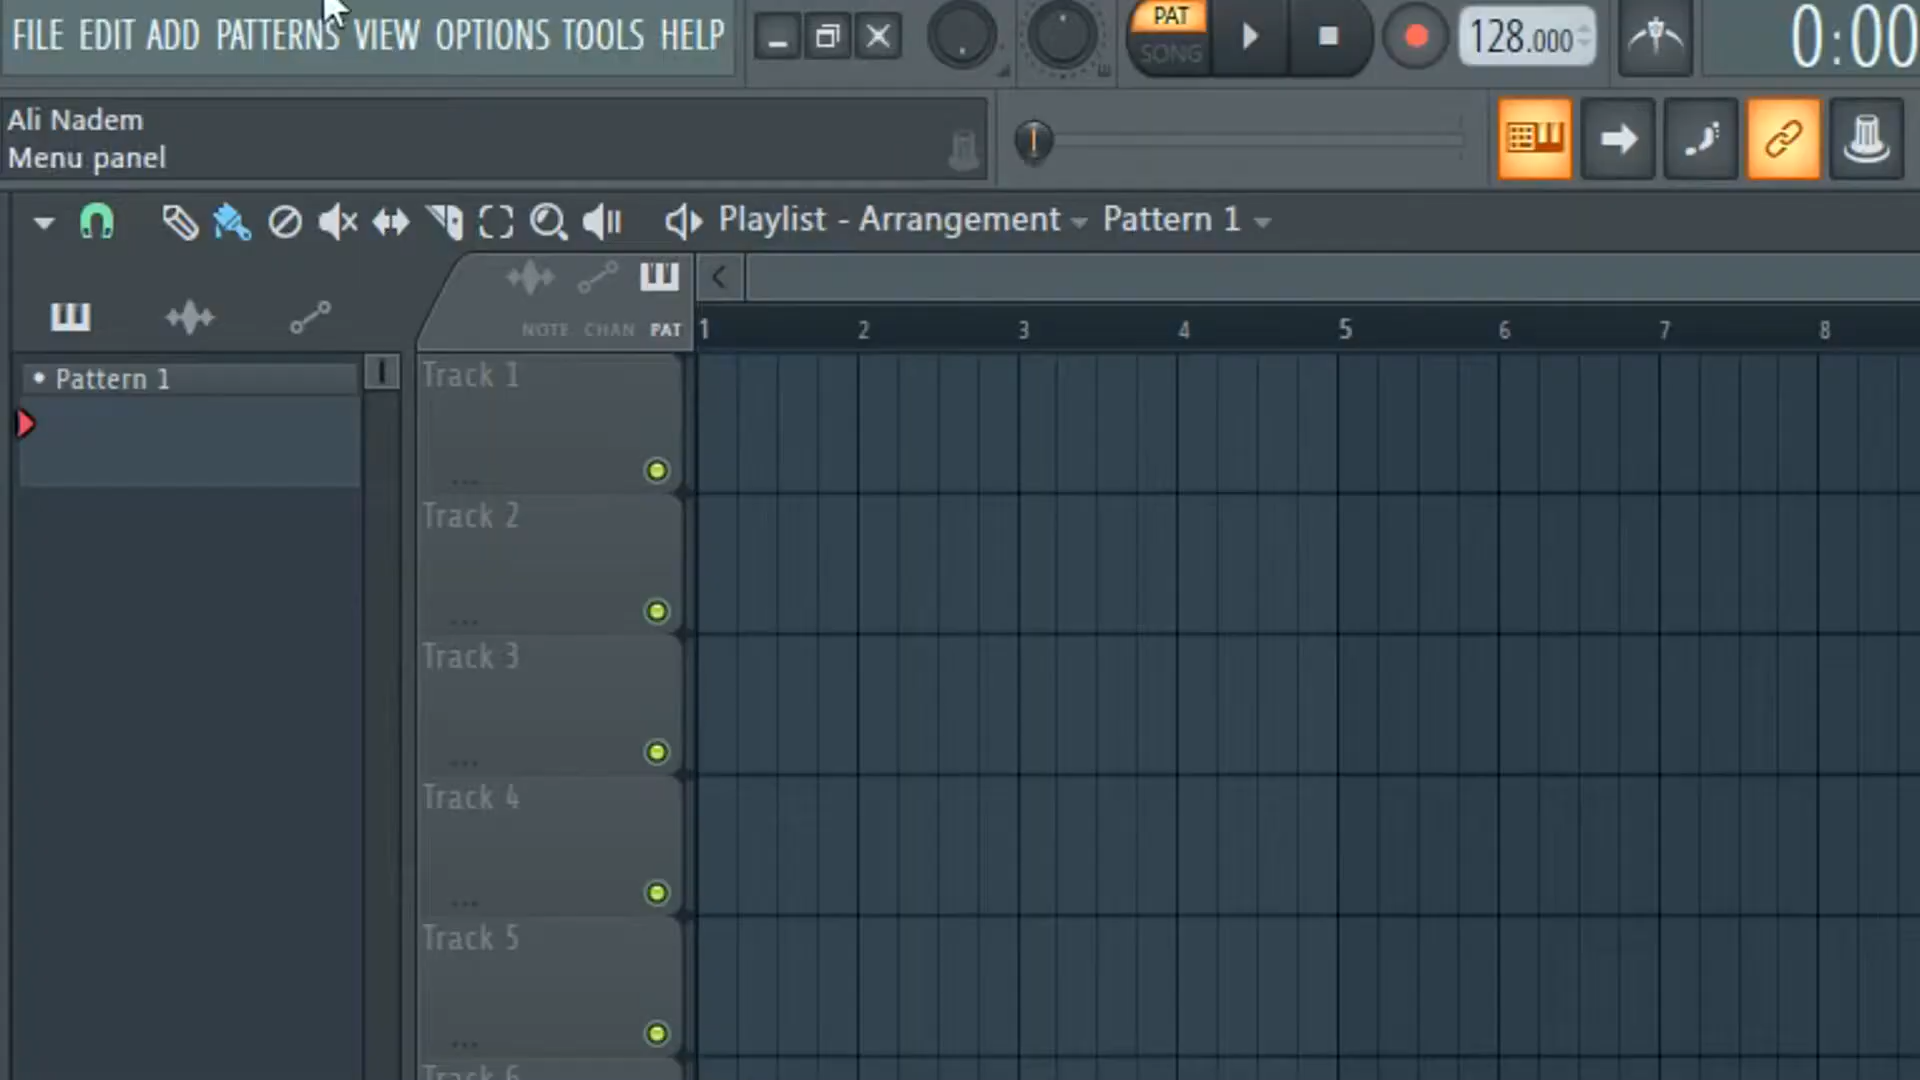 FILE EDIT ADD PATTERNS VIEW OPTIONS TOOLS HELP
PAT
SONG
128.000
0:00
Ali Nadem
Menu panel
Playlist - Arrangement
Pattern 1
NOTE CHAN PAT
1 2 3 4 5 6 7 8
Pattern 1
Track 1
...
Track 2
...
Track 3
...
Track 4
...
Track 5
...
Track 6